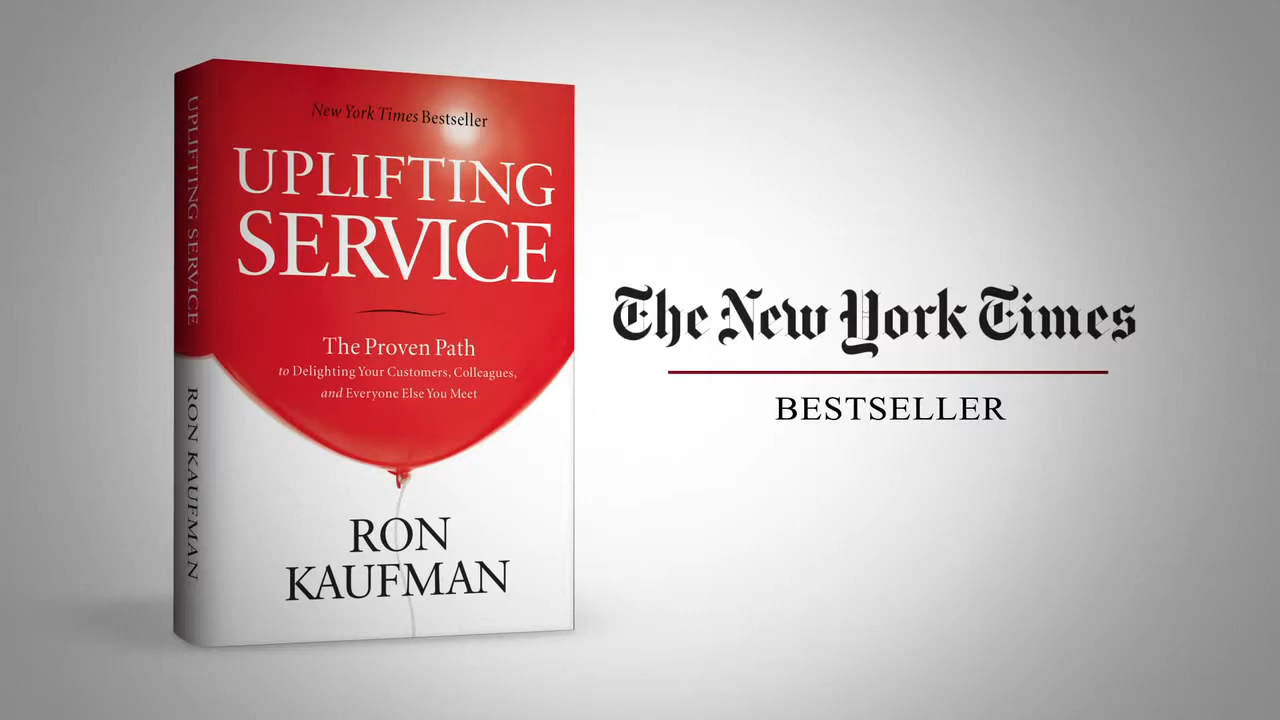 New York Times Bestseller
UPLIFTING
SERVICE
The Proven Path
to Delighting Your Customers, Colleagues,
and Everyone Else You Meet
RON
KAUFMAN
UPLIFTING SERVICE
RON KAUFMAN
The New York Times
BESTSELLER